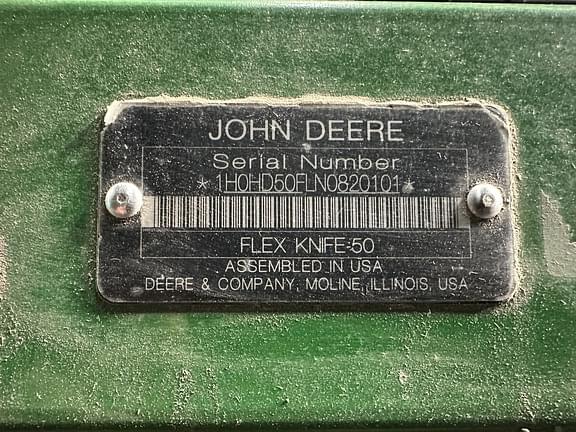 JOHN DEERE
Serial Number
*1H0HD50FLN0820101*
FLEX KNIFE-50
ASSEMBLED IN USA
DEERE & COMPANY, MOLINE, ILLINOIS, USA